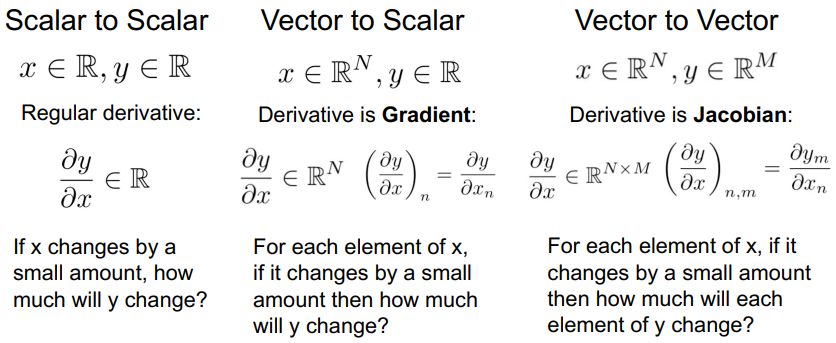 Scalar to Scalar
x ∈ ℝ, y ∈ ℝ
Regular derivative:
∂y/∂x ∈ ℝ
If x changes by a
small amount, how
much will y change?
Vector to Scalar
x ∈ ℝ^N, y ∈ ℝ
Derivative is Gradient:
∂y/∂x ∈ ℝ^N (∂y/∂x)_n = ∂y/∂x_n
For each element of x,
if it changes by a small
amount then how much
will y change?
Vector to Vector
x ∈ ℝ^N, y ∈ ℝ^M
Derivative is Jacobian:
∂y/∂x ∈ ℝ^{N×M} (∂y/∂x)_{n,m} = ∂y_m/∂x_n
For each element of x, if it
changes by a small amount
then how much will each
element of y change?